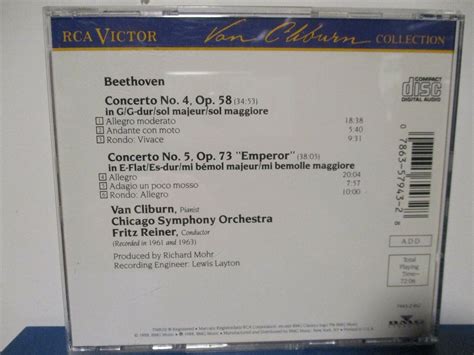 RCA VICTOR Van Cliburn COLLECTION
Beethoven
COMPACT
disc
DIGITAL AUDIO
Concerto No. 4, Op. 58 (34:53)
in G/G-dur/sol majeur/sol maggiore
1 Allegro moderato 18:38
2 Andante con moto 5:40
3 Rondo: Vivace 9:31
Concerto No. 5, Op. 73 "Emperor" (38:05)
in E-Flat/Es-dur/mi bémol majeur/mi bemolle maggiore
4 Allegro 20:04
5 Adagio un poco mosso 7:57
6 Rondo: Allegro 10:00
Van Cliburn, Pianist
Chicago Symphony Orchestra
Fritz Reiner, Conductor
(Recorded in 1961 and 1963)
Produced by Richard Mohr
Recording Engineer: Lewis Layton
0 7863-57943-2 8
A D D
Total
Playing
Time—
72:06
BMG